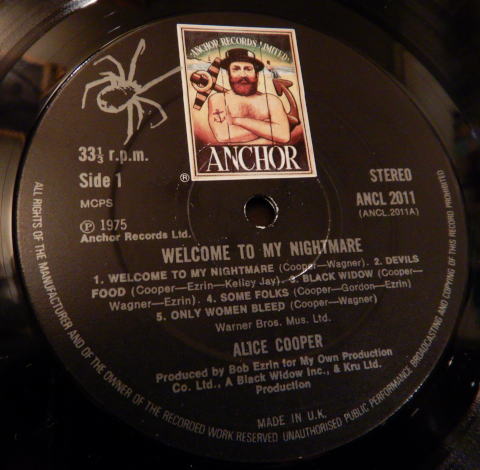 ANCHOR RECORDS LIMITED
ANCHOR
®
33⅓ r.p.m.
Side 1
MCPS
Ⓟ 1975
Anchor Records Ltd.
STEREO
ANCL 2011
(ANCL.2011A)
WELCOME TO MY NIGHTMARE
1. WELCOME TO MY NIGHTMARE (Cooper—Wagner). 2. DEVILS
FOOD (Cooper—Ezrin—Kelley Jay). 3. BLACK WIDOW (Cooper—
Wagner—Ezrin). 4. SOME FOLKS (Cooper—Gordon—Ezrin)
5. ONLY WOMEN BLEED (Cooper—Wagner)
Warner Bros. Mus. Ltd.
ALICE COOPER
Produced by Bob Ezrin for My Own Production
Co. Ltd., A Black Widow Inc., & Kru Ltd.
Production
MADE IN U.K.
ALL RIGHTS OF THE MANUFACTURER AND OF THE OWNER OF THE RECORDED WORK RESERVED UNAUTHORISED PUBLIC PERFORMANCE BROADCASTING AND COPYING OF THIS RECORD PROHIBITED